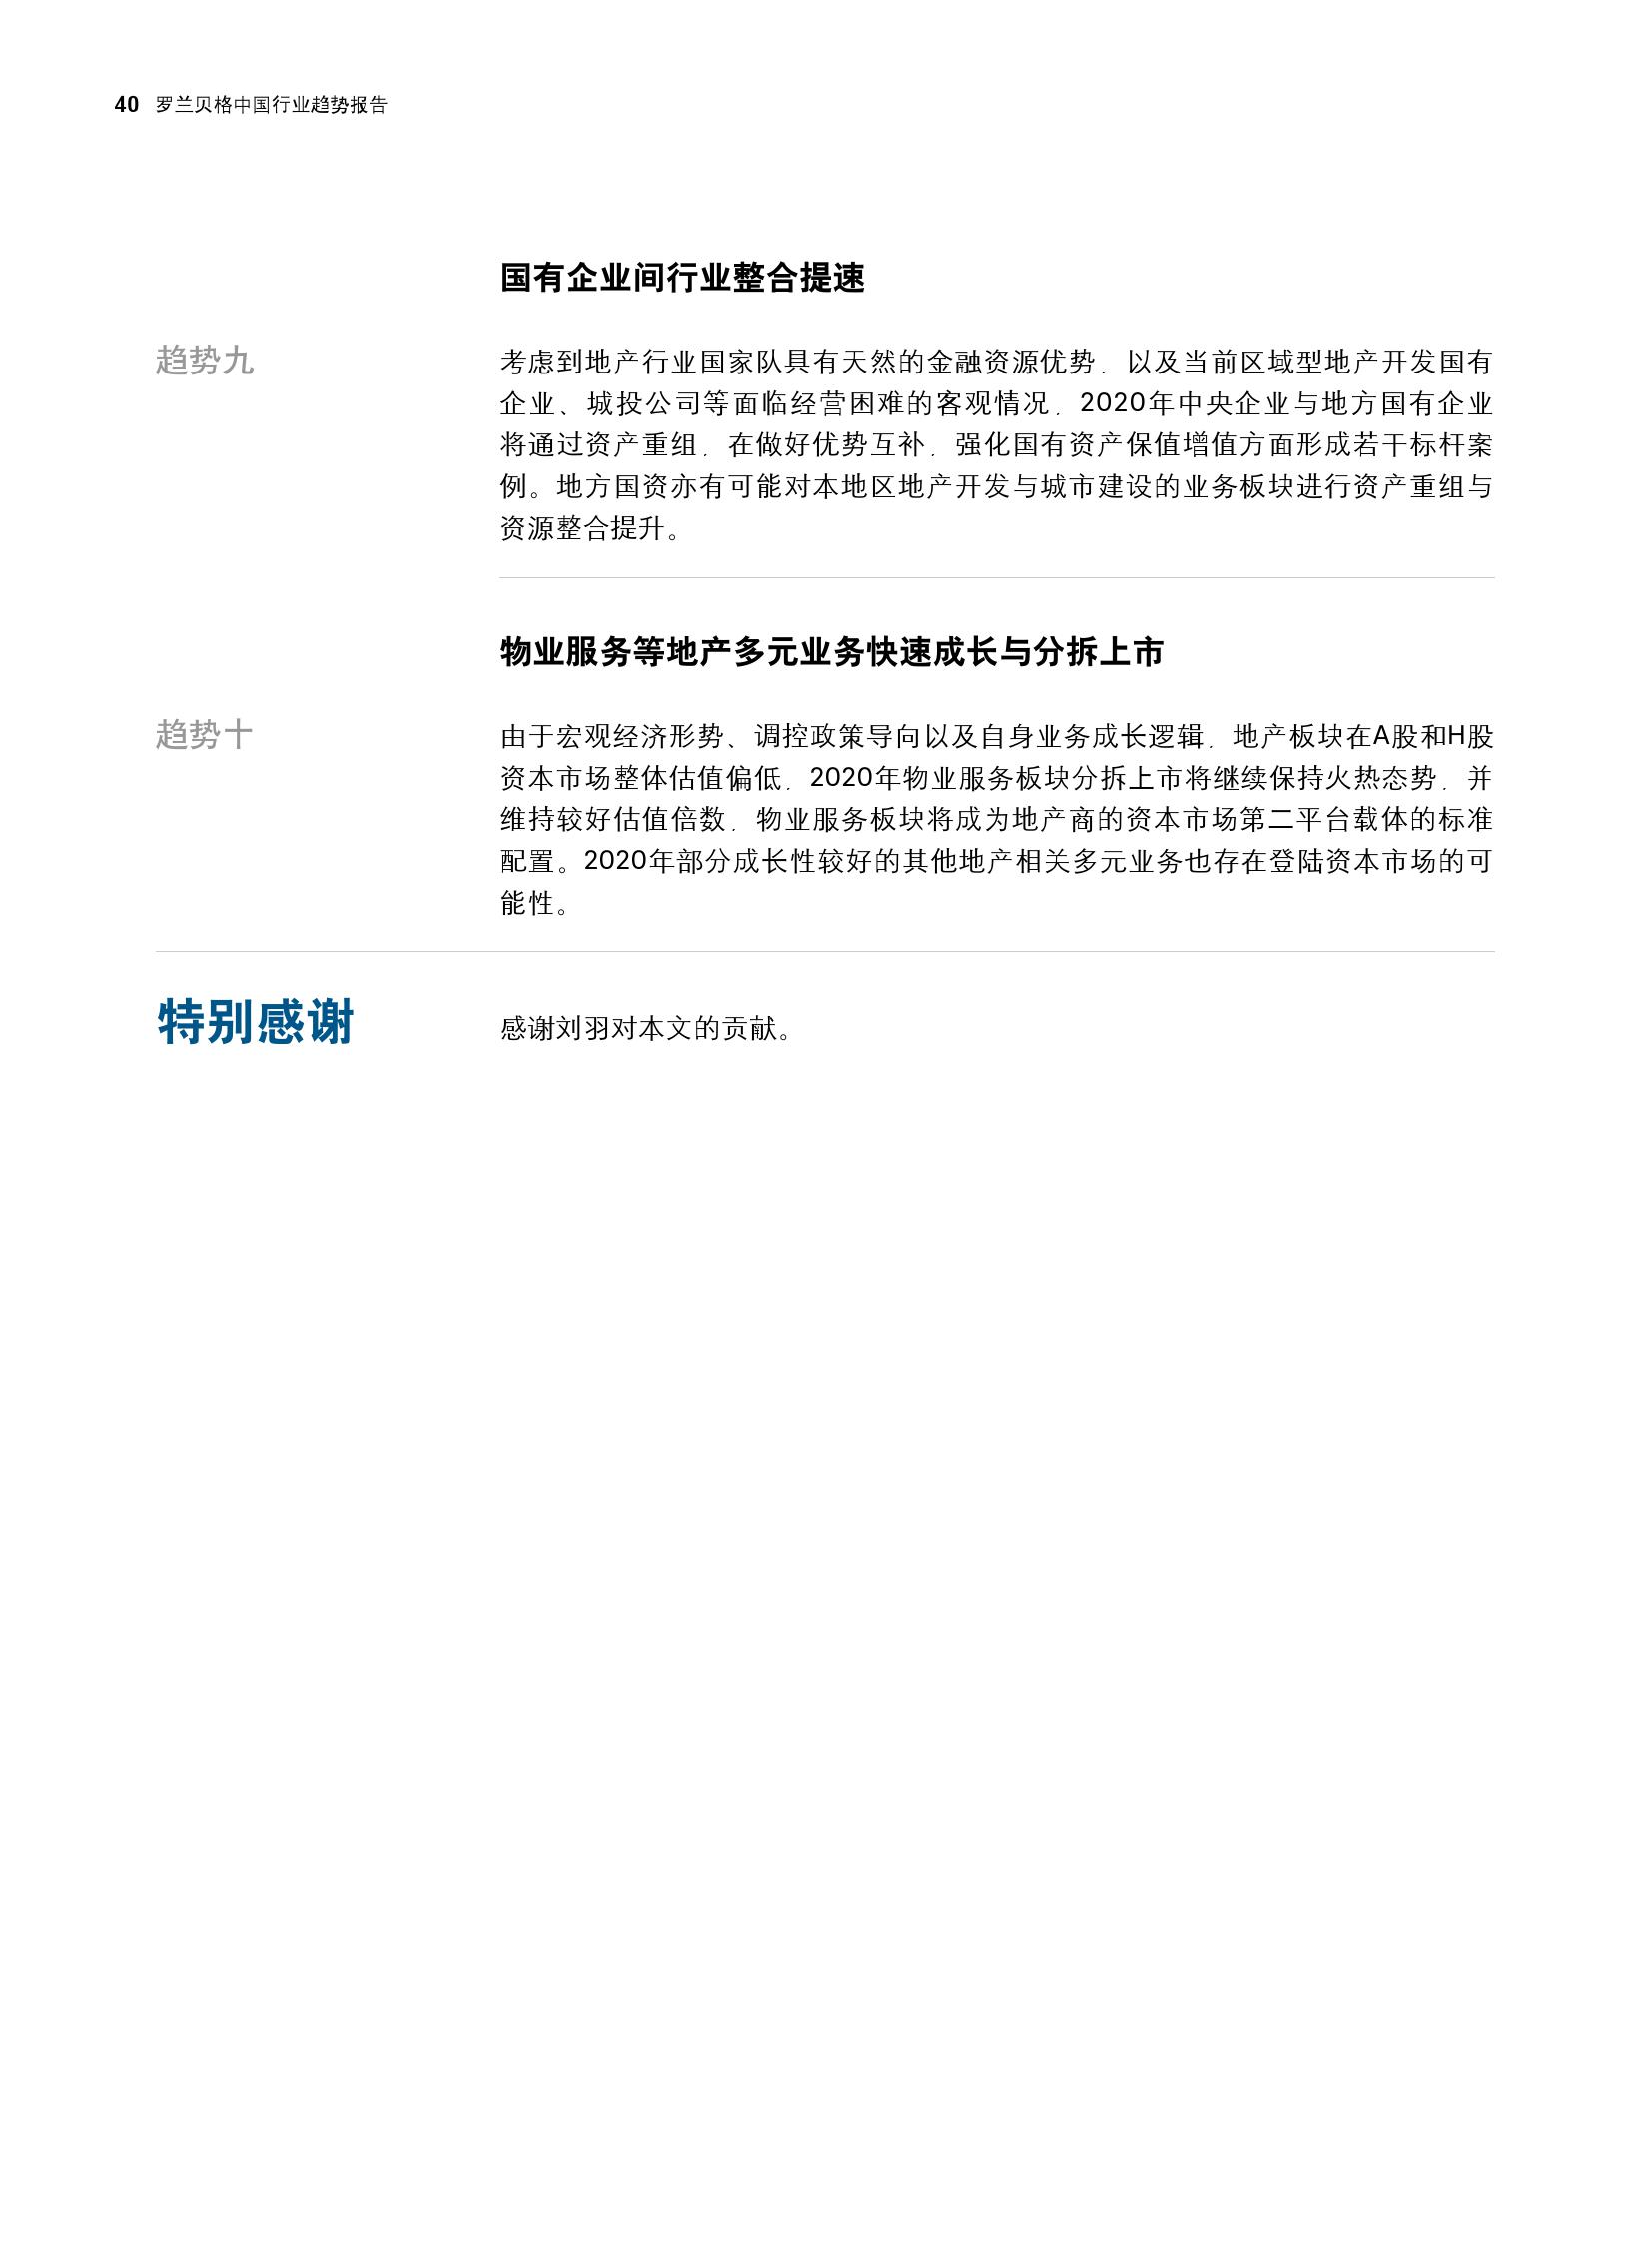 40 罗兰贝格中国行业趋势报告
国有企业间行业整合提速
趋势九
考虑到地产行业国家队具有天然的金融资源优势，以及当前区域型地产开发国有
企业、城投公司等面临经营困难的客观情况，2020年中央企业与地方国有企业
将通过资产重组，在做好优势互补，强化国有资产保值增值方面形成若干标杆案
例。地方国资亦有可能对本地区地产开发与城市建设的业务板块进行资产重组与
资源整合提升。
物业服务等地产多元业务快速成长与分拆上市
趋势十
由于宏观经济形势、调控政策导向以及自身业务成长逻辑，地产板块在A股和H股
资本市场整体估值偏低，2020年物业服务板块分拆上市将继续保持火热态势，并
维持较好估值倍数，物业服务板块将成为地产商的资本市场第二平台载体的标准
配置。2020年部分成长性较好的其他地产相关多元业务也存在登陆资本市场的可
能性。
特别感谢
感谢刘羽对本文的贡献。